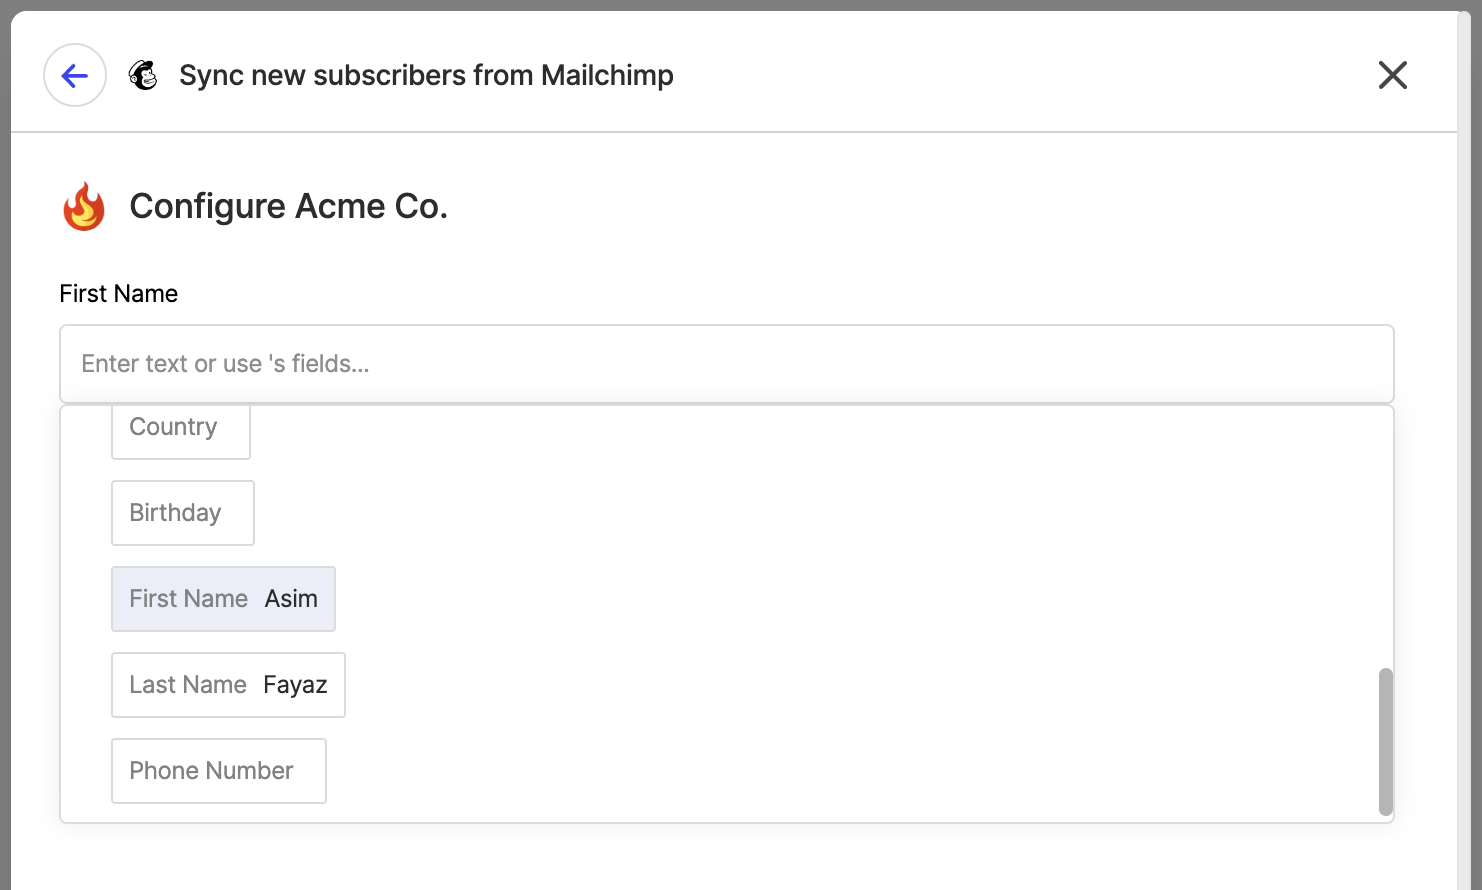 Sync new subscribers from Mailchimp
Configure Acme Co.
First Name
Enter text or use 's fields...
Country
Birthday
First Name Asim
Last Name Fayaz
Phone Number